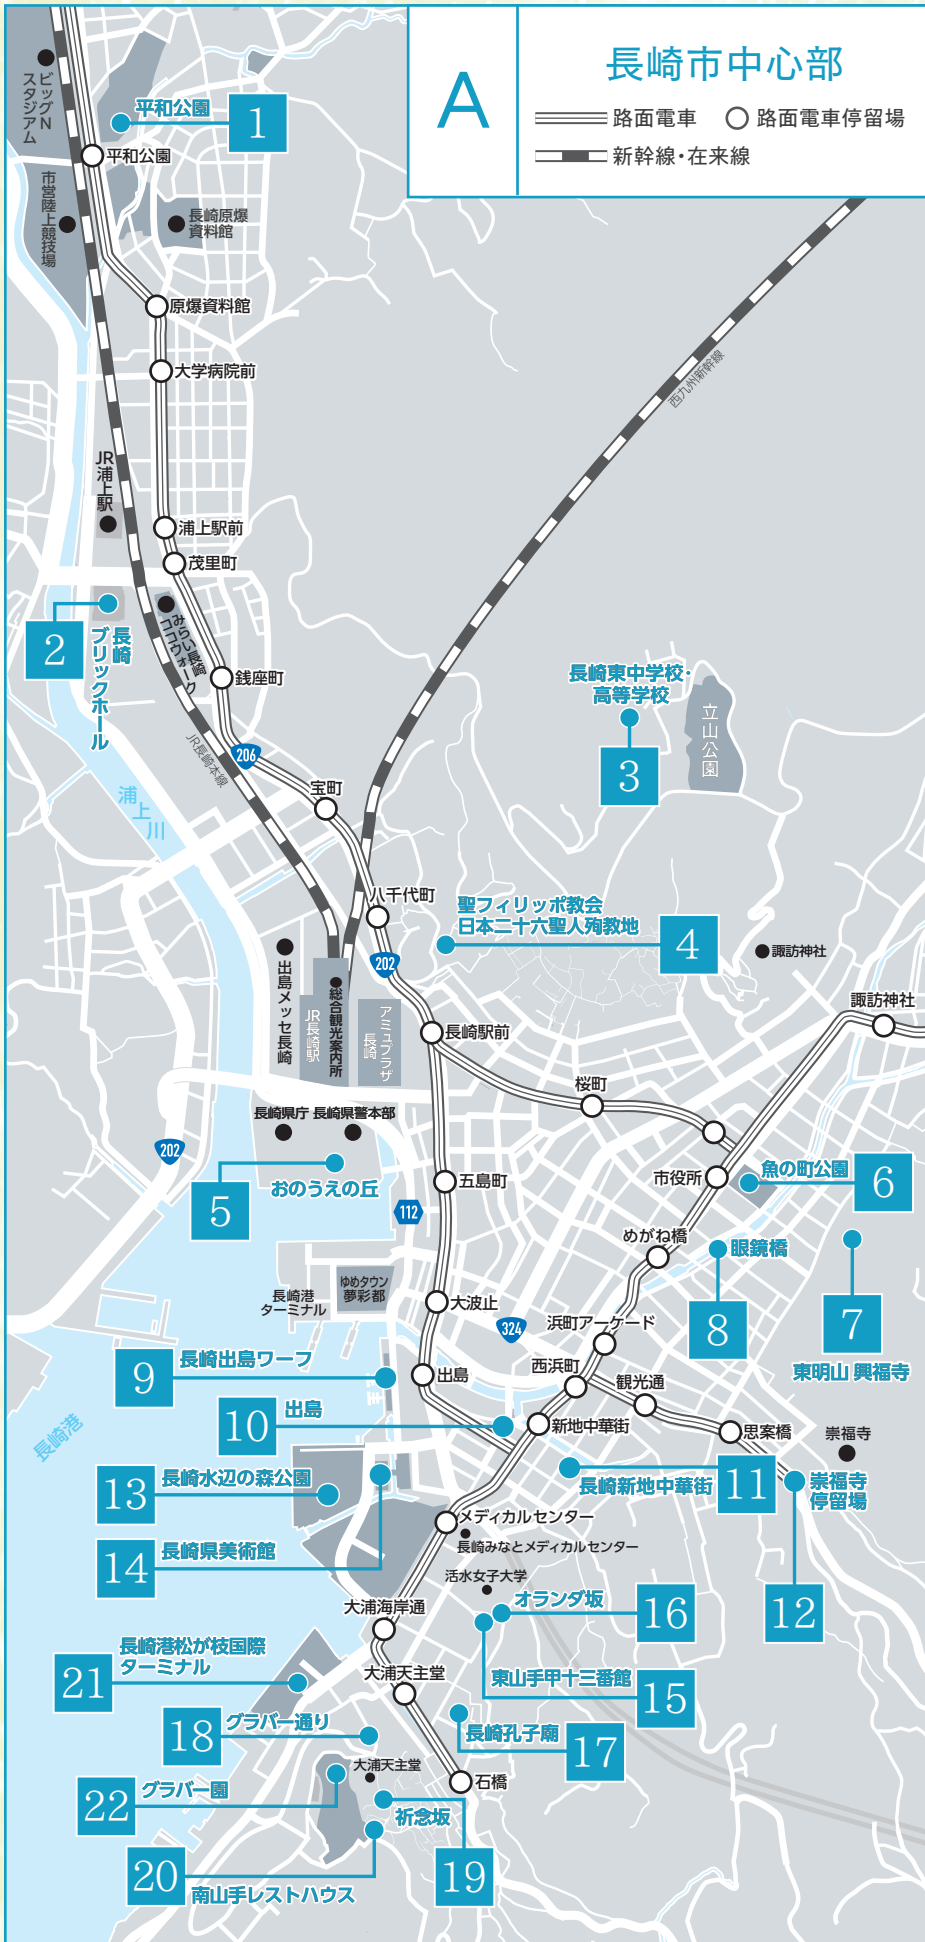 A
長崎市中心部
路面電車
路面電車停留場
新幹線・在来線
ビッグN
スタジアム
平和公園
1
平和公園
市営陸上競技場
長崎原爆
資料館
原爆資料館
大学病院前
西九州新幹線
JR
浦上駅
浦上駅前
茂里町
2
長崎
ブリックホール
みらい長崎
ココウォーク
銭座町
長崎東中学校・
高等学校
3
立山公園
JR長崎本線
206
宝町
浦上川
八千代町
聖フィリッポ教会
日本二十六聖人殉教地
4
諏訪神社
202
出島メッセ長崎
総合観光案内所
JR長崎駅
アミュプラザ
長崎
長崎駅前
諏訪神社
桜町
長崎県庁
長崎県警本部
202
5
おのうえの丘
五島町
市役所
魚の町公園
6
112
めがね橋
眼鏡橋
8
7
東明山 興福寺
長崎港
ターミナル
ゆめタウン
夢彩都
大波止
324
浜町アーケード
9
長崎出島ワーフ
出島
西浜町
観光通
10
出島
新地中華街
思案橋
崇福寺
長崎港
13
長崎水辺の森公園
長崎新地中華街
11
崇福寺
停留場
メディカルセンター
長崎みなとメディカルセンター
14
長崎県美術館
活水女子大学
オランダ坂
16
12
大浦海岸通
長崎港松が枝国際
ターミナル
21
大浦天主堂
東山手甲十三番館
15
18
グラバー通り
長崎孔子廟
17
大浦天主堂
石橋
22
グラバー園
祈念坂
19
20
南山手レストハウス